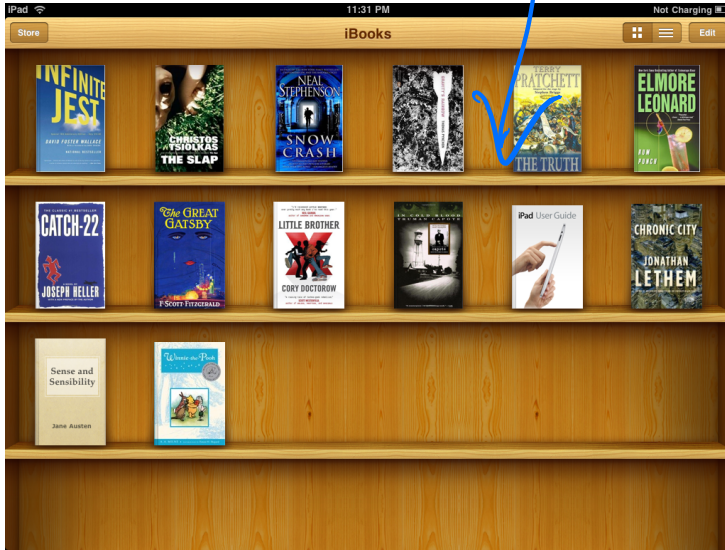 iPad
11:31 PM
Not Charging
Store
iBooks
Edit
INFINITE
JEST
DAVID FOSTER WALLACE
CHRISTOS
TSIOLKAS
THE SLAP
NEAL
STEPHENSON
SNOW
CRASH
TERRY
PRATCHETT
THE TRUTH
ELMORE
LEONARD
RUM
PUNCH
CATCH-22
JOSEPH HELLER
The GREAT
GATSBY
F·SCOTT·FITZGERALD
LITTLE BROTHER
CORY DOCTOROW
IN COLD BLOOD
TRUMAN CAPOTE
iPad User Guide
CHRONIC CITY
JONATHAN
LETHEM
Sense and
Sensibility
Jane Austen
Winnie-the-Pooh